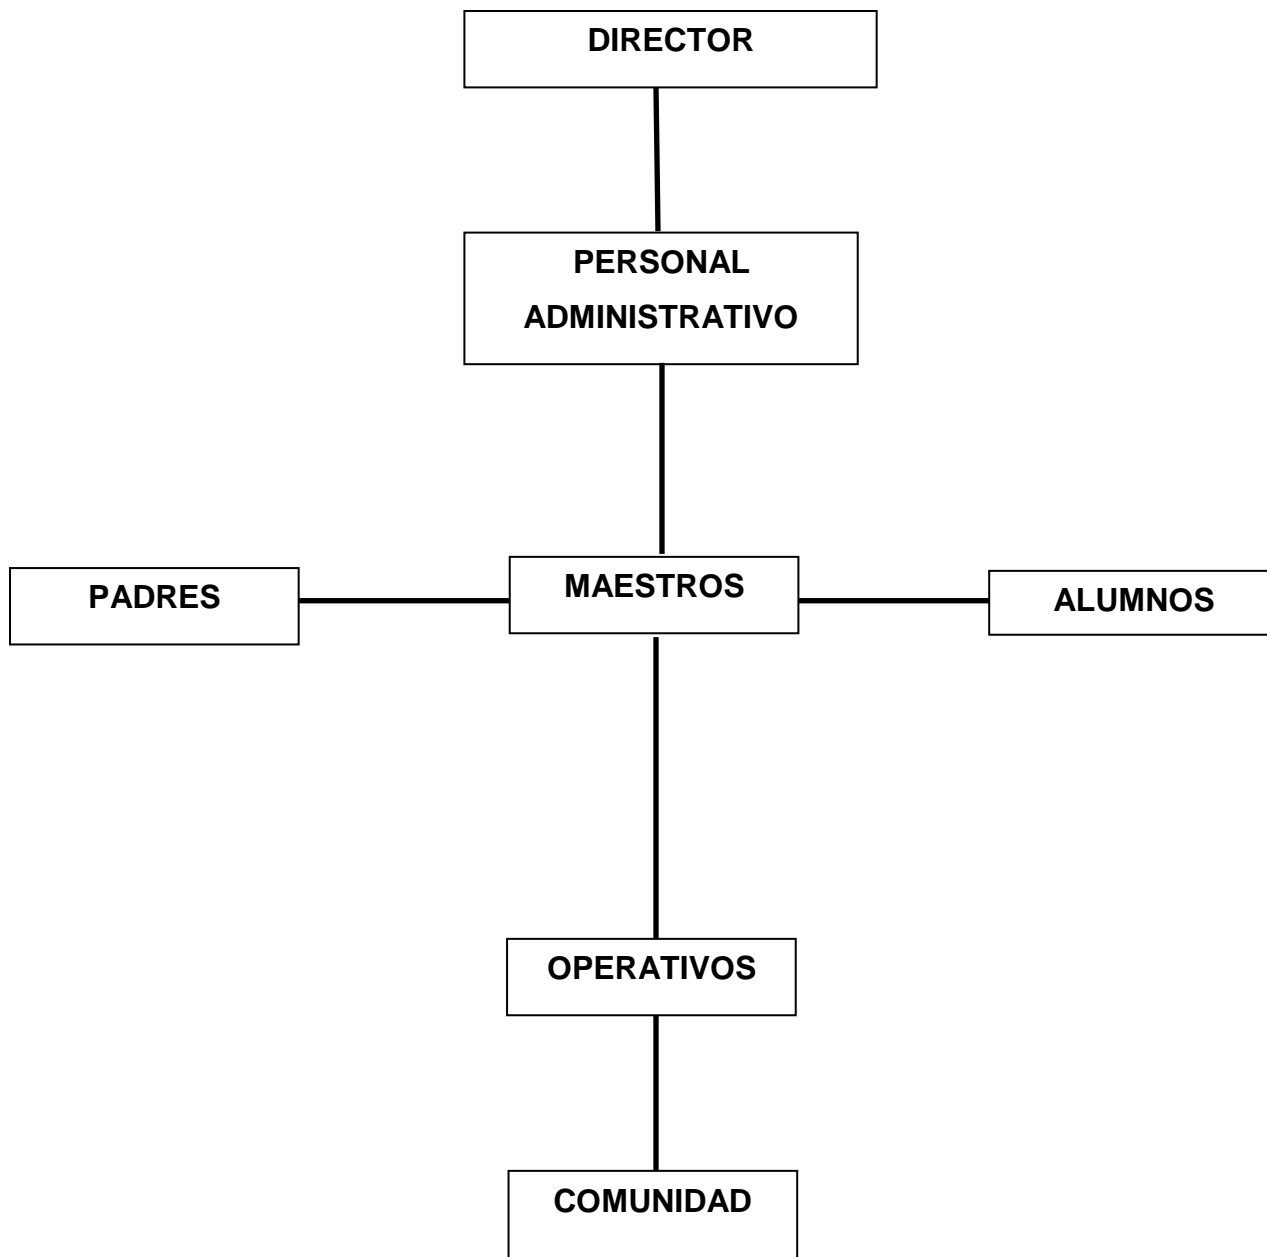 DIRECTOR
PERSONAL
ADMINISTRATIVO
PADRES
MAESTROS
ALUMNOS
OPERATIVOS
COMUNIDAD